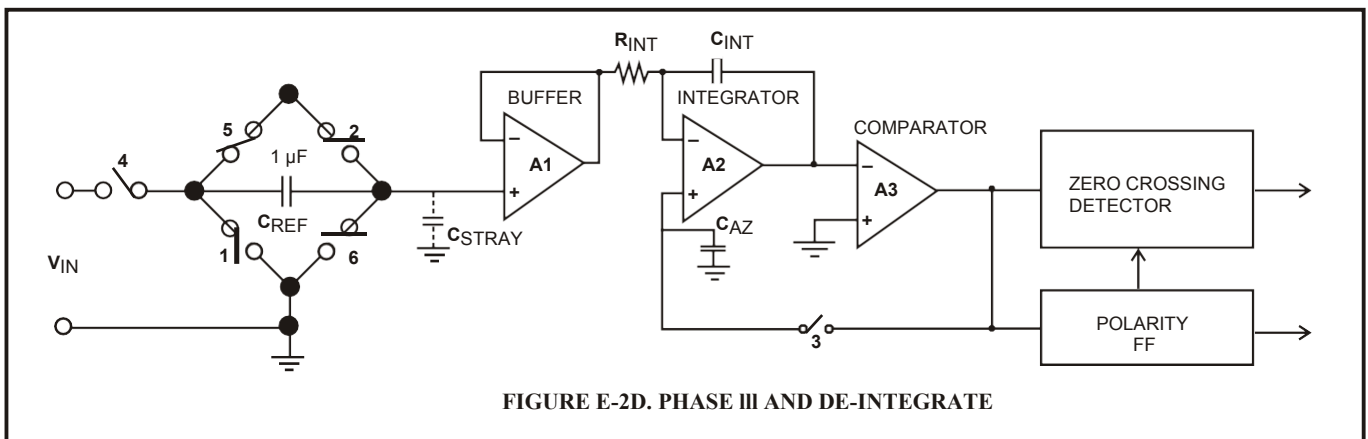 RINT
CINT
BUFFER
INTEGRATOR
COMPARATOR
5
2
4
1 µF
CREF
1
6
VIN
CSTRAY
−
+
A1
−
+
A2
CAZ
−
+
A3
3
ZERO CROSSING
DETECTOR
POLARITY
FF
FIGURE E-2D. PHASE III AND DE-INTEGRATE